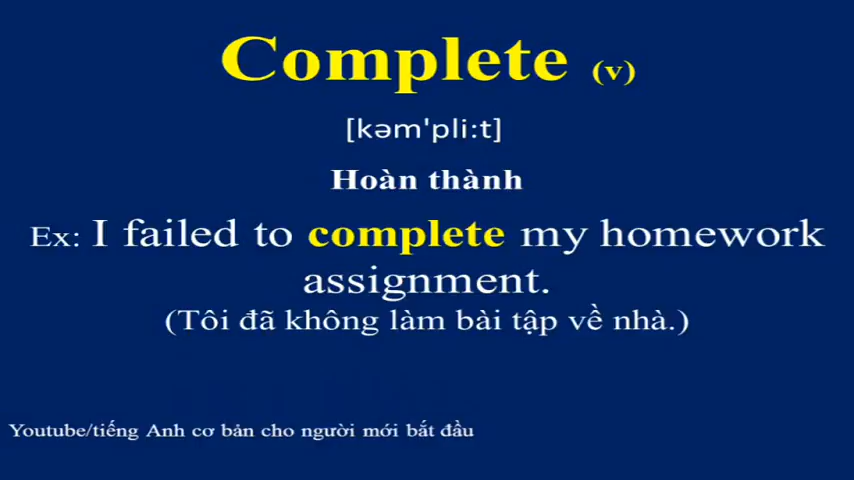 Complete (v)
[kəm'pli:t]
Hoàn thành
Ex: I failed to complete my homework
assignment.
(Tôi đã không làm bài tập về nhà.)
Youtube/tiếng Anh cơ bản cho người mới bắt đầu